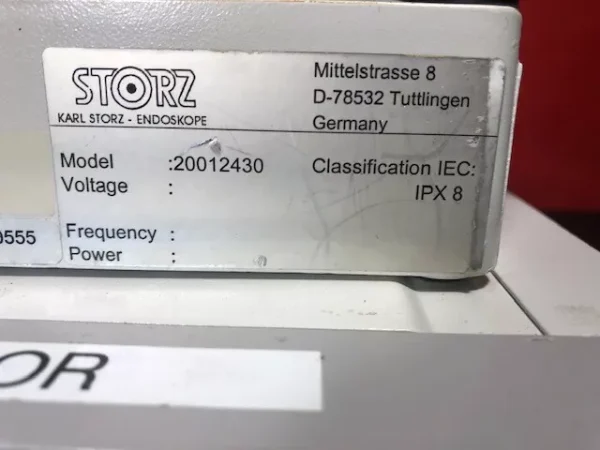 STORZ
KARL STORZ - ENDOSKOPE
Mittelstrasse 8
D-78532 Tuttlingen
Germany
Model :20012430
Voltage :
Classification IEC:
IPX 8
0555
Frequency :
Power :
OR